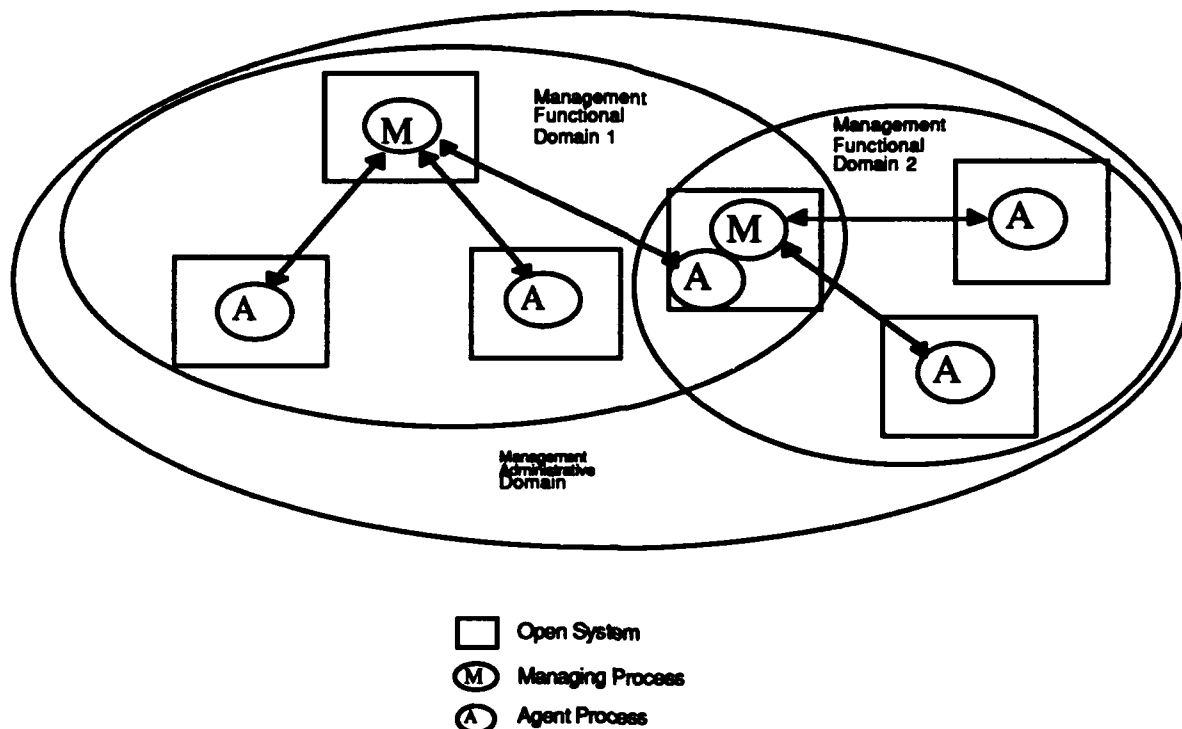 Management
Functional
Domain 1
Management
Functional
Domain 2
M
M
A
A
A
A
A
Management
Administrative
Domain
Open System
M Managing Process
A Agent Process